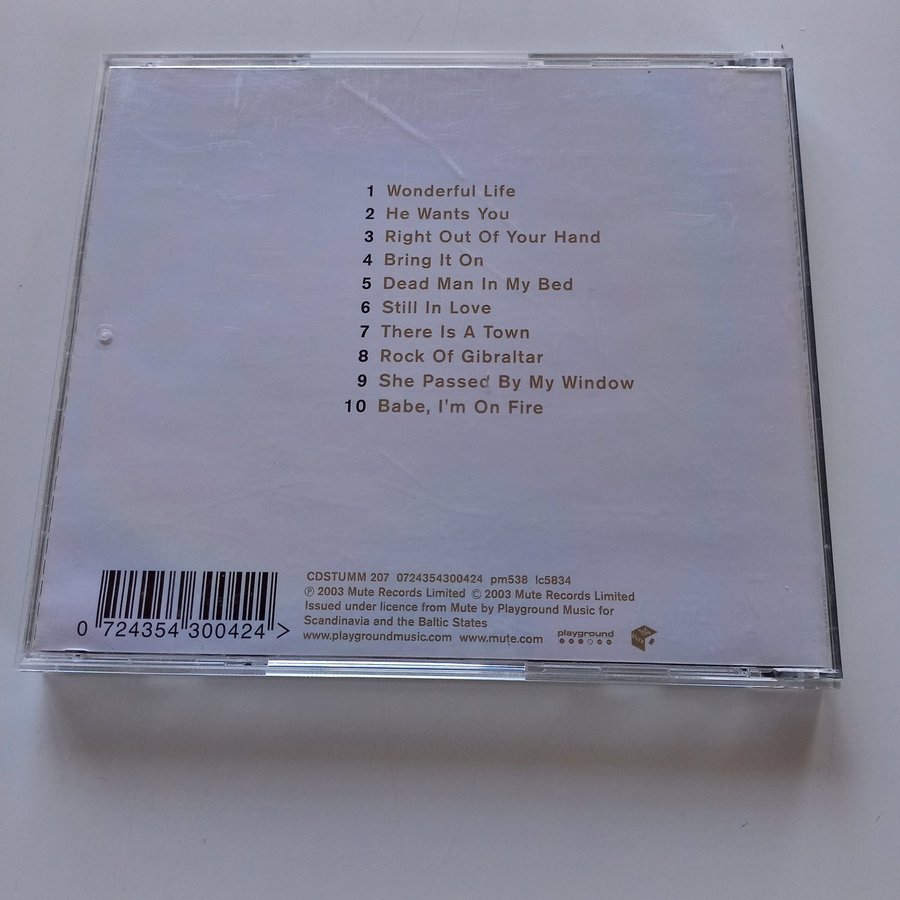 1 Wonderful Life
2 He Wants You
3 Right Out Of Your Hand
4 Bring It On
5 Dead Man In My Bed
6 Still In Love
7 There Is A Town
8 Rock Of Gibraltar
9 She Passed By My Window
10 Babe, I'm On Fire
CDSTUMM 207 0724354300424 pm538 lc5834
℗ 2003 Mute Records Limited © 2003 Mute Records Limited
Issued under licence from Mute by Playground Music for
Scandinavia and the Baltic States
www.playgroundmusic.com www.mute.com playground
0 724354 300424 >